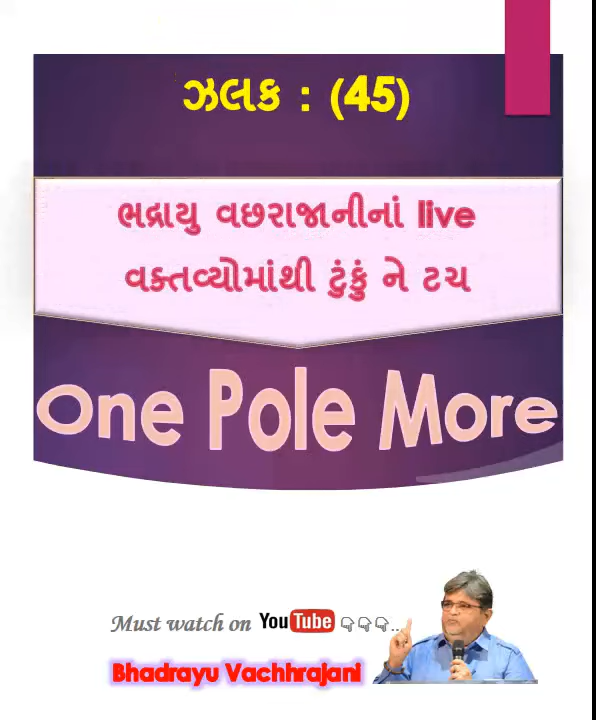 ઝલક : (45)
ભદ્રાયુ વછરાજાનીનાં live
વક્તવ્યોમાંથી ટુંકું ને ટચ
One Pole More
Must watch on YouTube 👇👇👇..
Bhadrayu Vachhrajani